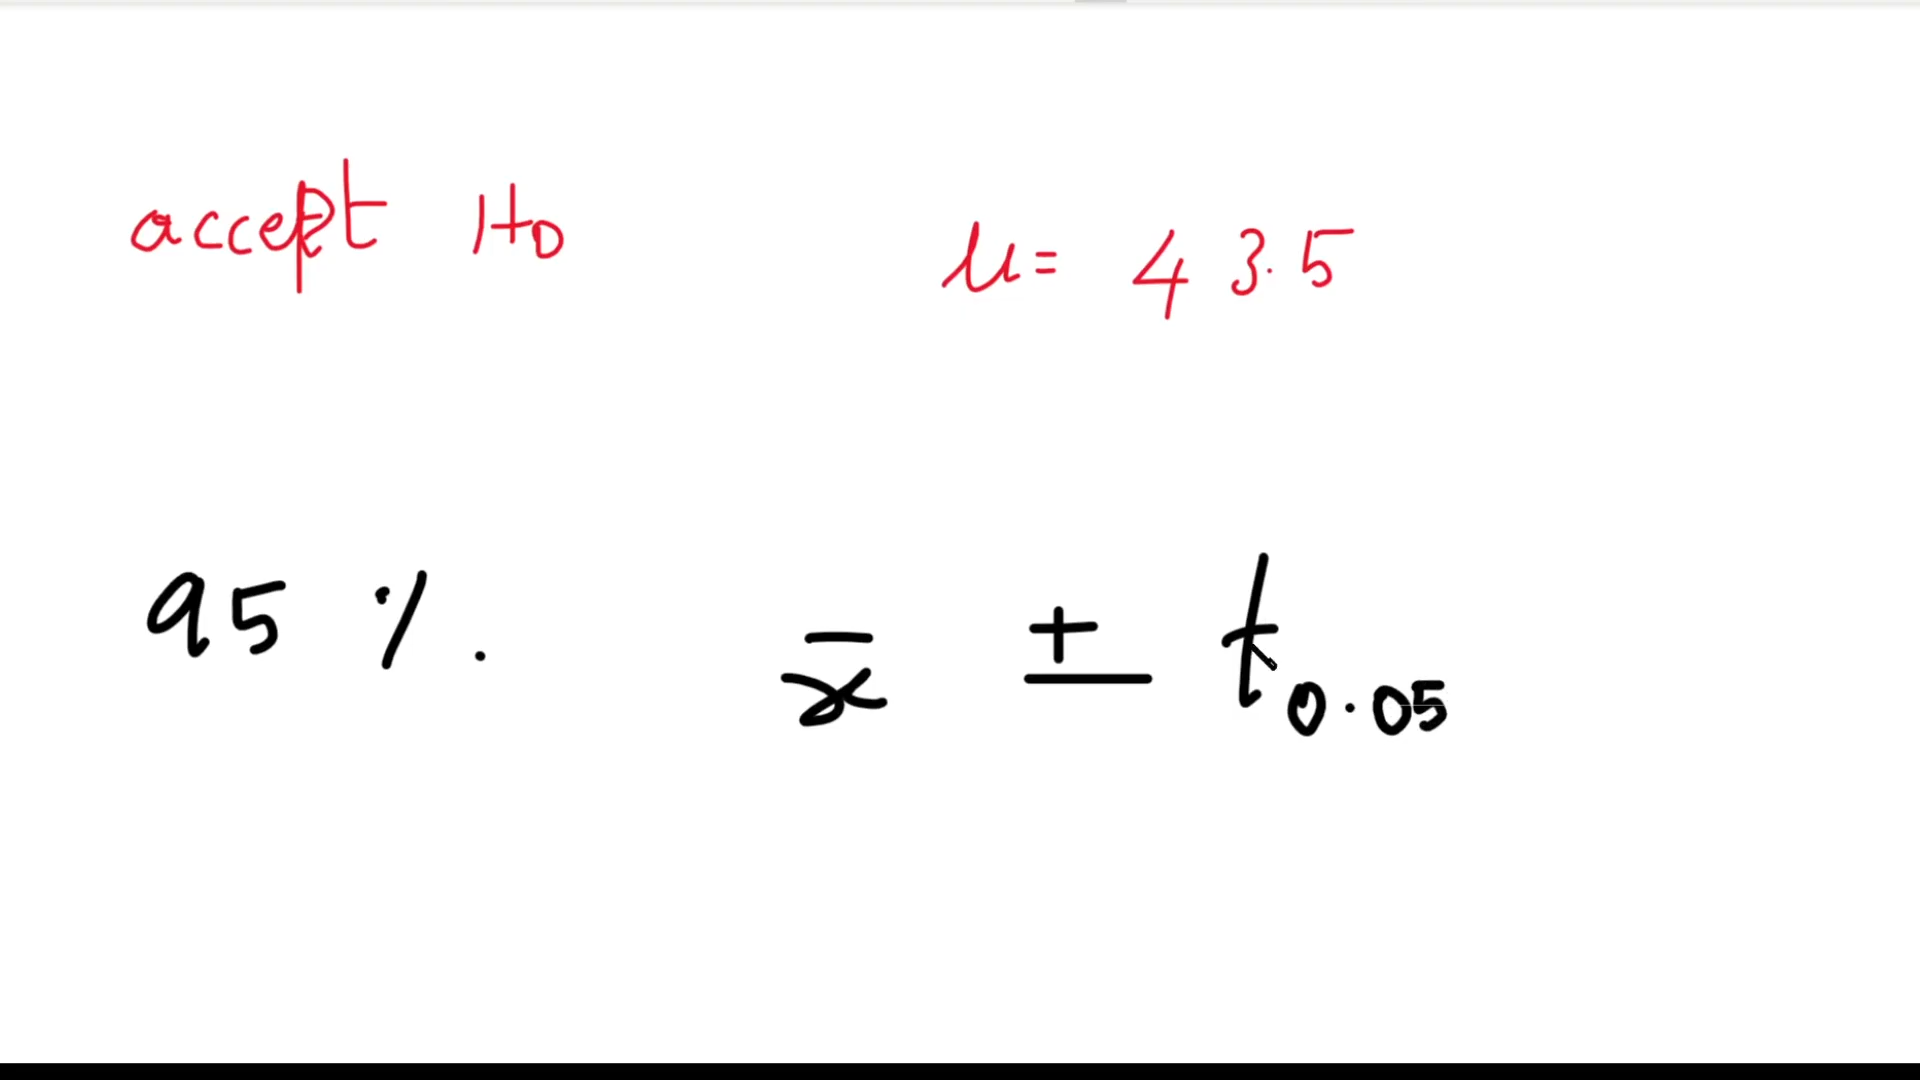 accept H₀ μ = 43.5
95 %. x̄ ± t₀.₀₅